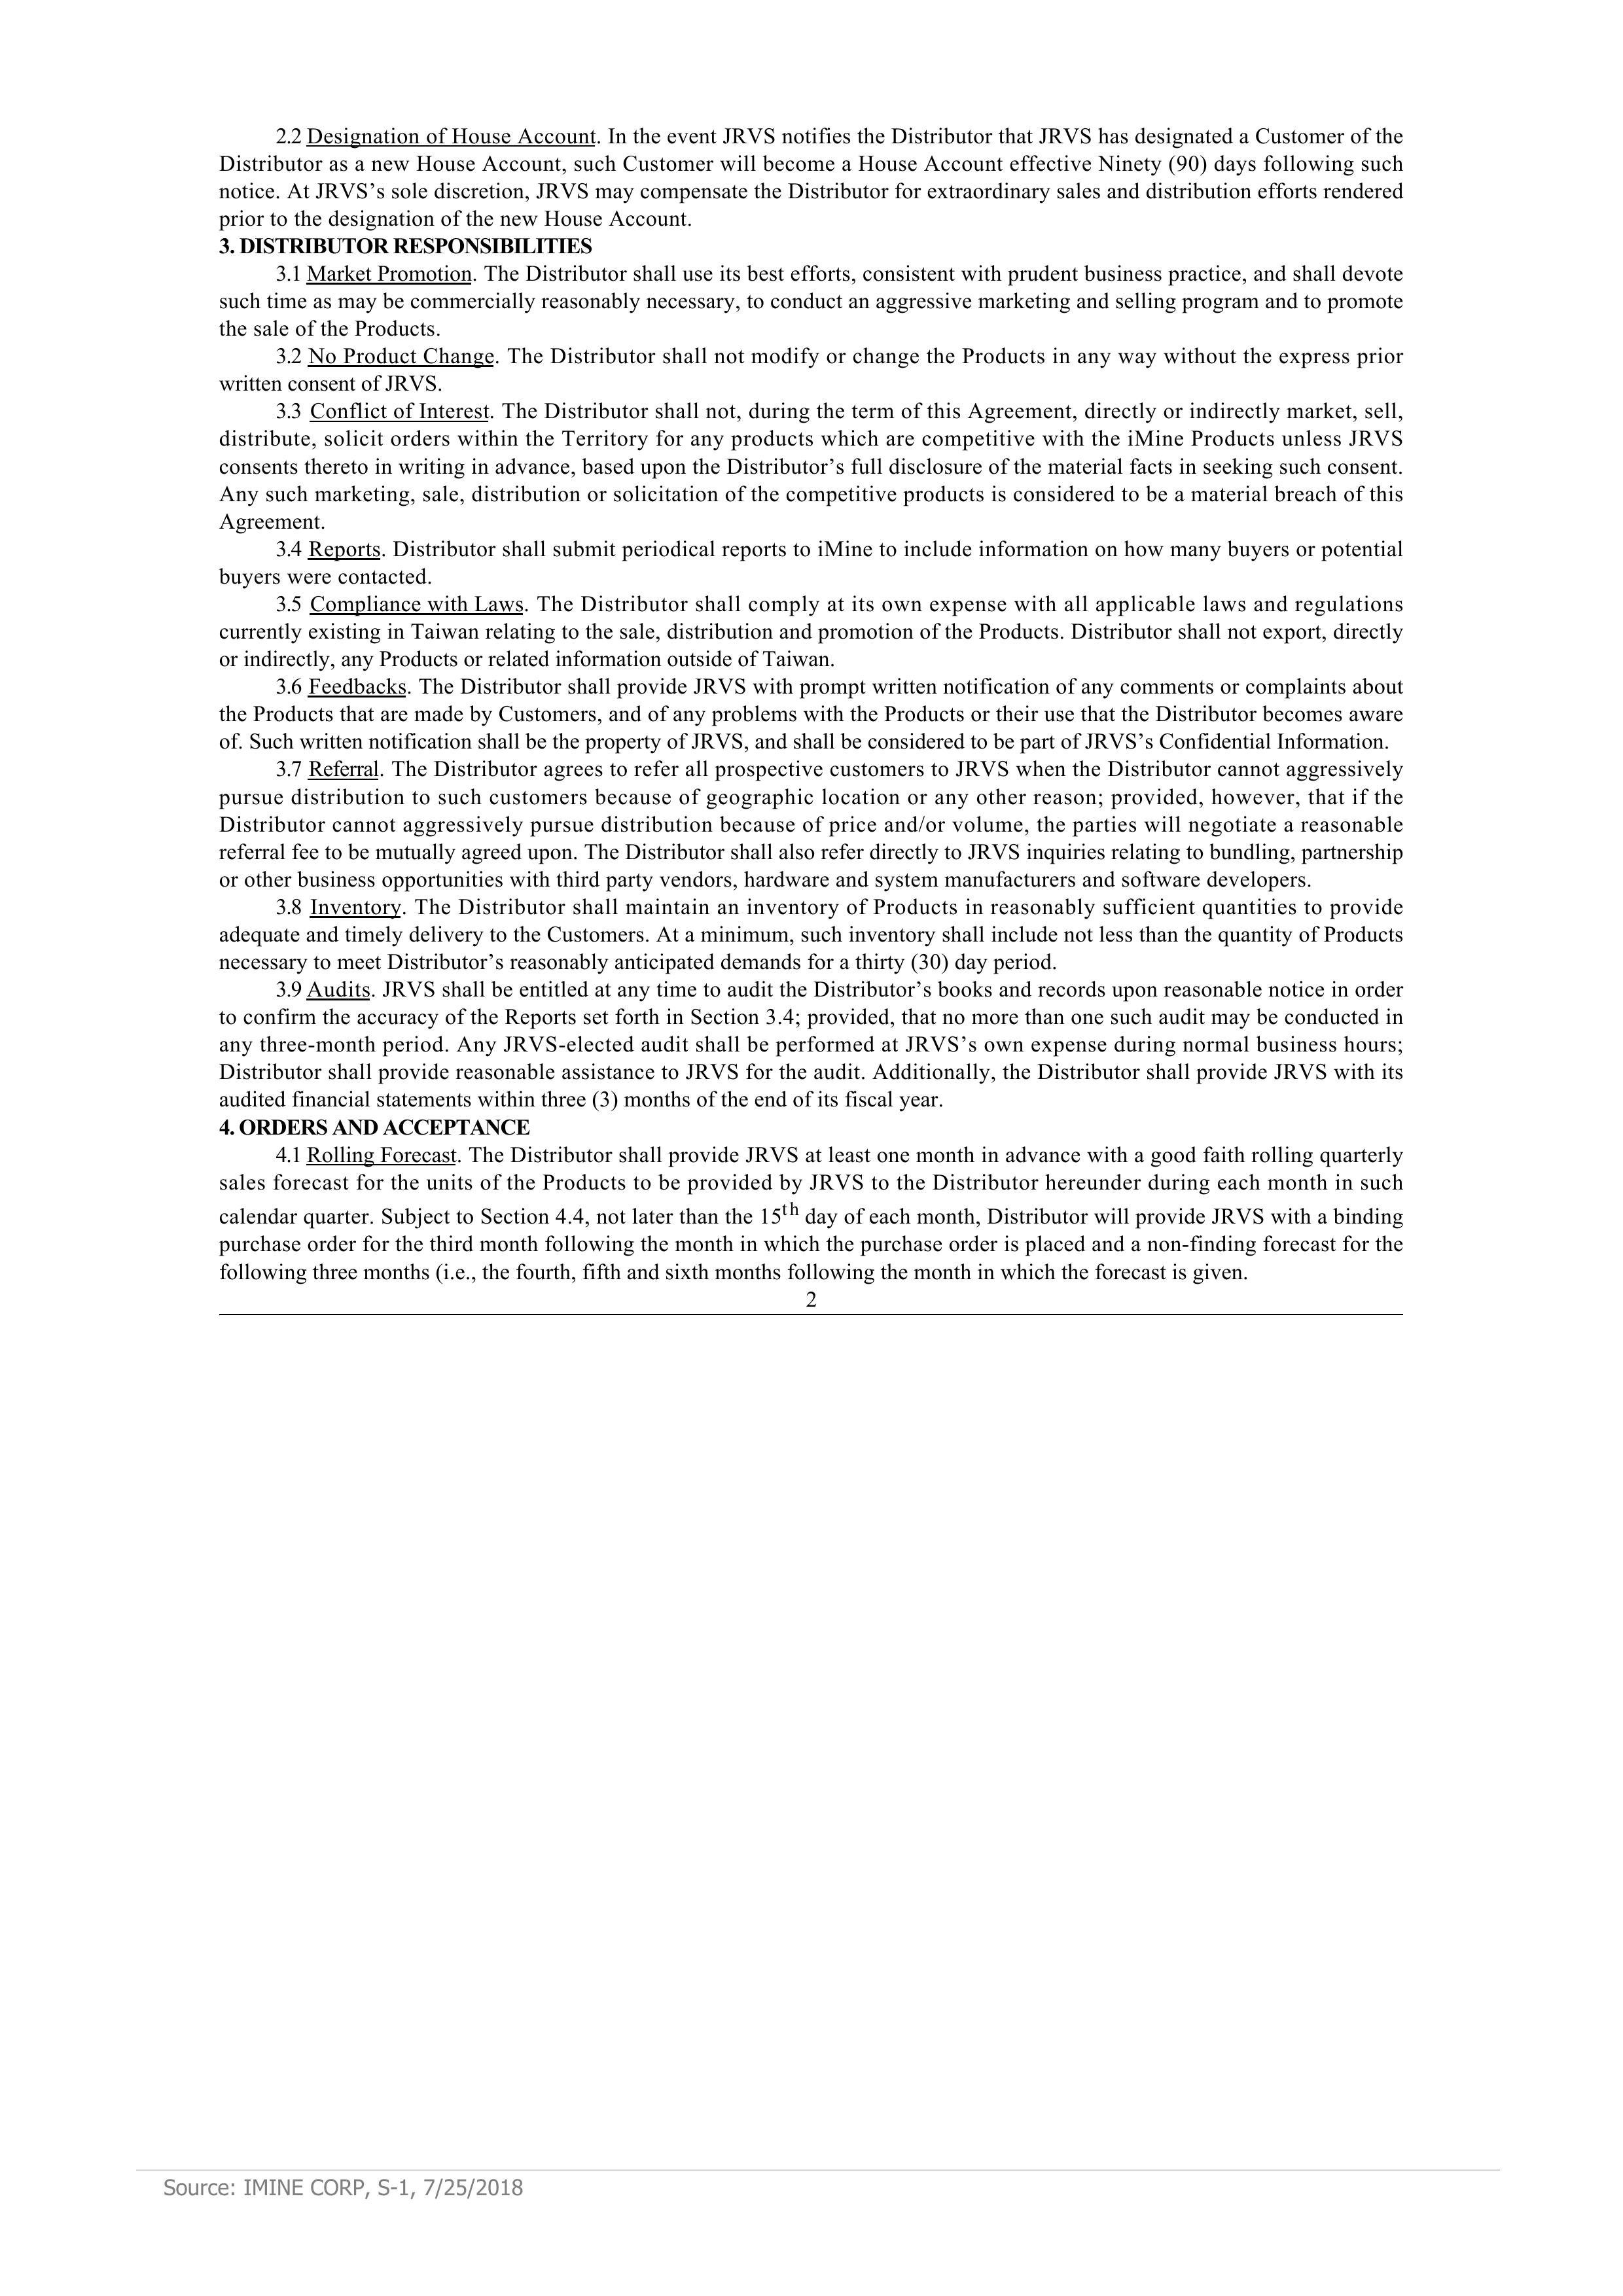 2.2 Designation of House Account. In the event JRVS notifies the Distributor that JRVS has designated a Customer of the
Distributor as a new House Account, such Customer will become a House Account effective Ninety (90) days following such
notice. At JRVS’s sole discretion, JRVS may compensate the Distributor for extraordinary sales and distribution efforts rendered
prior to the designation of the new House Account.
3. DISTRIBUTOR RESPONSIBILITIES
3.1 Market Promotion. The Distributor shall use its best efforts, consistent with prudent business practice, and shall devote
such time as may be commercially reasonably necessary, to conduct an aggressive marketing and selling program and to promote
the sale of the Products.
3.2 No Product Change. The Distributor shall not modify or change the Products in any way without the express prior
written consent of JRVS.
3.3 Conflict of Interest. The Distributor shall not, during the term of this Agreement, directly or indirectly market, sell,
distribute, solicit orders within the Territory for any products which are competitive with the iMine Products unless JRVS
consents thereto in writing in advance, based upon the Distributor’s full disclosure of the material facts in seeking such consent.
Any such marketing, sale, distribution or solicitation of the competitive products is considered to be a material breach of this
Agreement.
3.4 Reports. Distributor shall submit periodical reports to iMine to include information on how many buyers or potential
buyers were contacted.
3.5 Compliance with Laws. The Distributor shall comply at its own expense with all applicable laws and regulations
currently existing in Taiwan relating to the sale, distribution and promotion of the Products. Distributor shall not export, directly
or indirectly, any Products or related information outside of Taiwan.
3.6 Feedbacks. The Distributor shall provide JRVS with prompt written notification of any comments or complaints about
the Products that are made by Customers, and of any problems with the Products or their use that the Distributor becomes aware
of. Such written notification shall be the property of JRVS, and shall be considered to be part of JRVS’s Confidential Information.
3.7 Referral. The Distributor agrees to refer all prospective customers to JRVS when the Distributor cannot aggressively
pursue distribution to such customers because of geographic location or any other reason; provided, however, that if the
Distributor cannot aggressively pursue distribution because of price and/or volume, the parties will negotiate a reasonable
referral fee to be mutually agreed upon. The Distributor shall also refer directly to JRVS inquiries relating to bundling, partnership
or other business opportunities with third party vendors, hardware and system manufacturers and software developers.
3.8 Inventory. The Distributor shall maintain an inventory of Products in reasonably sufficient quantities to provide
adequate and timely delivery to the Customers. At a minimum, such inventory shall include not less than the quantity of Products
necessary to meet Distributor’s reasonably anticipated demands for a thirty (30) day period.
3.9 Audits. JRVS shall be entitled at any time to audit the Distributor’s books and records upon reasonable notice in order
to confirm the accuracy of the Reports set forth in Section 3.4; provided, that no more than one such audit may be conducted in
any three-month period. Any JRVS-elected audit shall be performed at JRVS’s own expense during normal business hours;
Distributor shall provide reasonable assistance to JRVS for the audit. Additionally, the Distributor shall provide JRVS with its
audited financial statements within three (3) months of the end of its fiscal year.
4. ORDERS AND ACCEPTANCE
4.1 Rolling Forecast. The Distributor shall provide JRVS at least one month in advance with a good faith rolling quarterly
sales forecast for the units of the Products to be provided by JRVS to the Distributor hereunder during each month in such
calendar quarter. Subject to Section 4.4, not later than the 15th day of each month, Distributor will provide JRVS with a binding
purchase order for the third month following the month in which the purchase order is placed and a non-finding forecast for the
following three months (i.e., the fourth, fifth and sixth months following the month in which the forecast is given.
2
Source: IMINE CORP, S-1, 7/25/2018